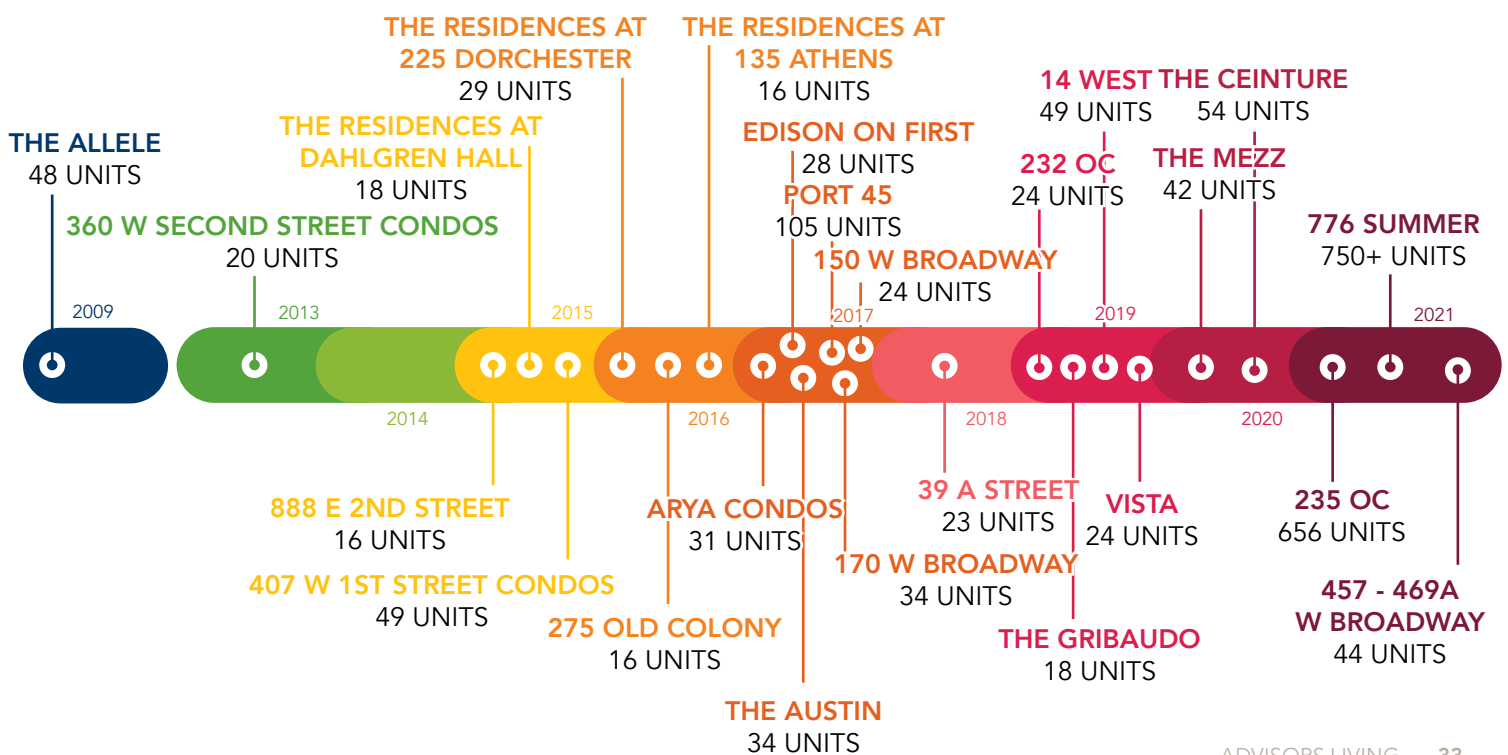 THE ALLELE
48 UNITS
2009
360 W SECOND STREET CONDOS
20 UNITS
2013
2014
THE RESIDENCES AT
DAHLGREN HALL
18 UNITS
2015
888 E 2ND STREET
16 UNITS
407 W 1ST STREET CONDOS
49 UNITS
THE RESIDENCES AT
225 DORCHESTER
29 UNITS
THE RESIDENCES AT
135 ATHENS
16 UNITS
2016
275 OLD COLONY
16 UNITS
EDISON ON FIRST
28 UNITS
PORT 45
105 UNITS
150 W BROADWAY
24 UNITS
2017
ARYA CONDOS
31 UNITS
THE AUSTIN
34 UNITS
170 W BROADWAY
34 UNITS
2018
39 A STREET
23 UNITS
14 WEST
49 UNITS
232 OC
24 UNITS
2019
VISTA
24 UNITS
THE GRIBAUDO
18 UNITS
THE CEINTURE
54 UNITS
THE MEZZ
42 UNITS
2020
776 SUMMER
750+ UNITS
2021
235 OC
656 UNITS
457 - 469A
W BROADWAY
44 UNITS
ADVISORS LIVING 33